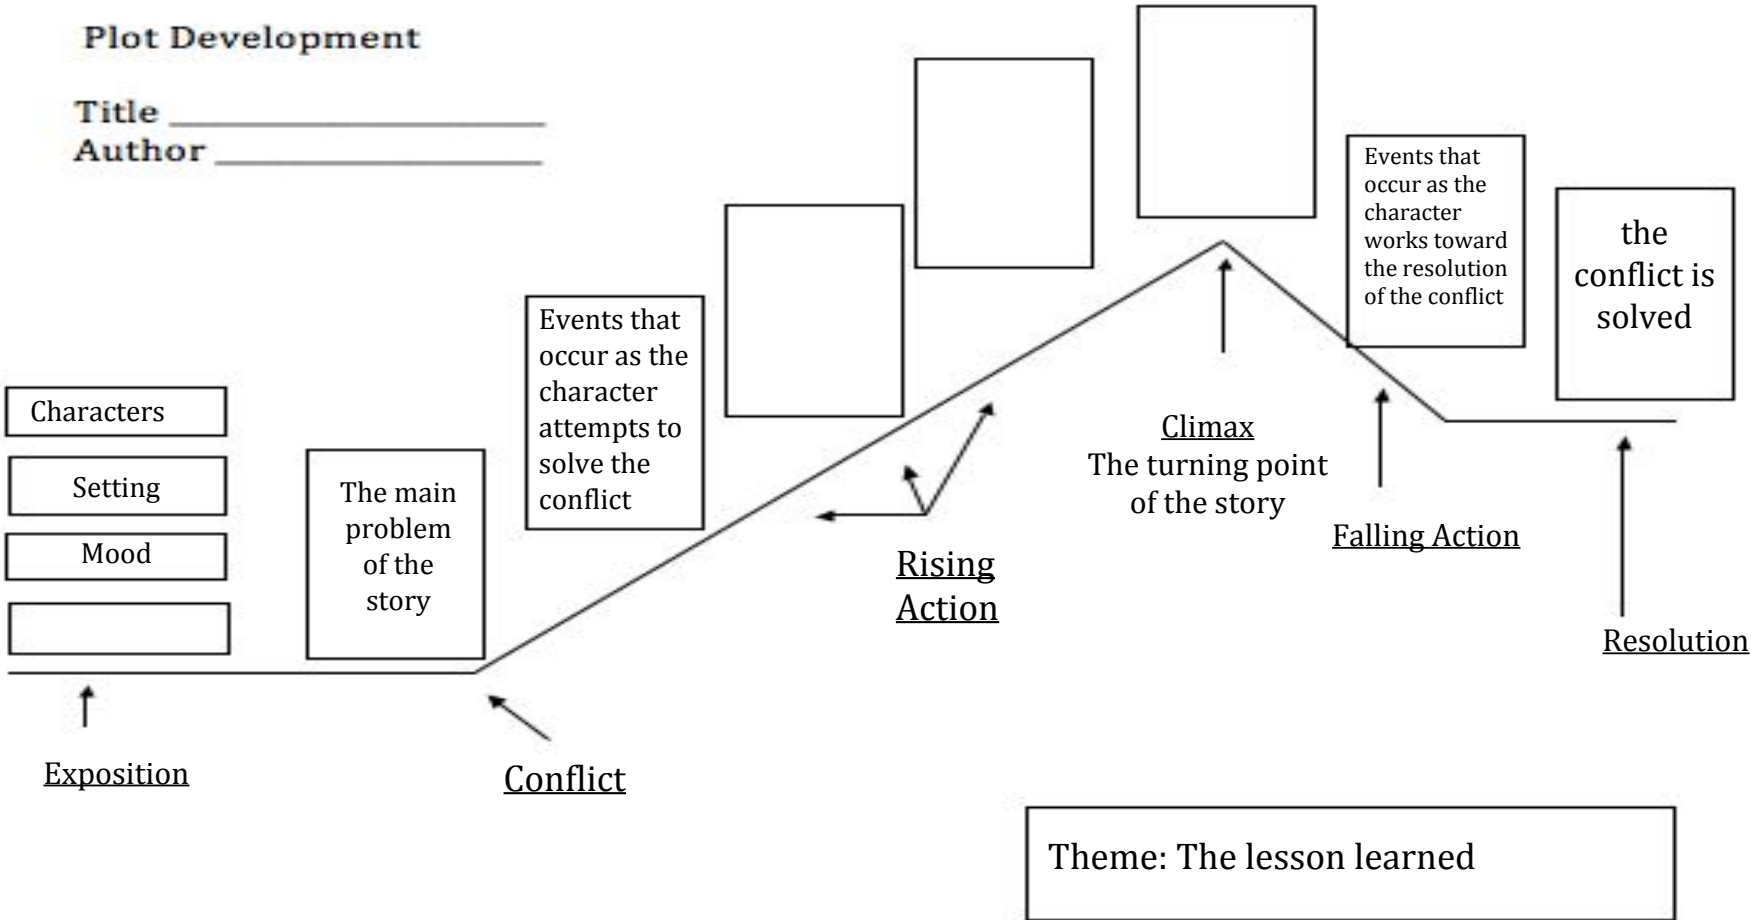 Plot Development
Title
Author
Characters
Setting
Mood
The main
problem
of the
story
Events that
occur as the
character
attempts to
solve the
conflict
Events that
occur as the
character
works toward
the resolution
of the conflict
the
conflict is
solved
Exposition
Conflict
Rising
Action
Climax
The turning point
of the story
Falling Action
Resolution
Theme: The lesson learned